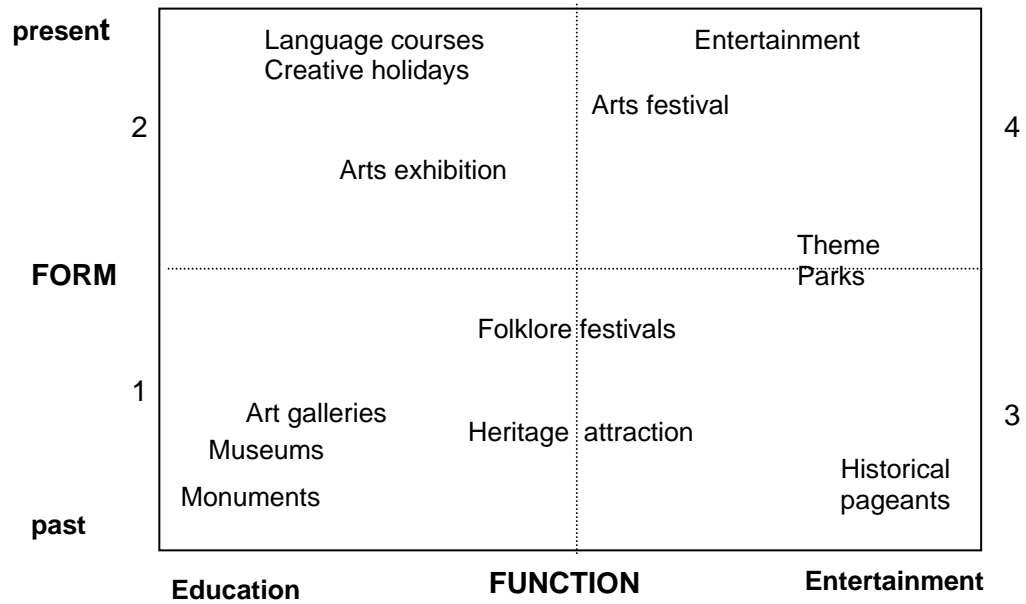 present
Language courses
Creative holidays
Entertainment
Arts festival
2
4
Arts exhibition
Theme
Parks
FORM
Folklore festivals
1
Art galleries
Heritage attraction
3
Museums
Historical
pageants
Monuments
past
Education
FUNCTION
Entertainment